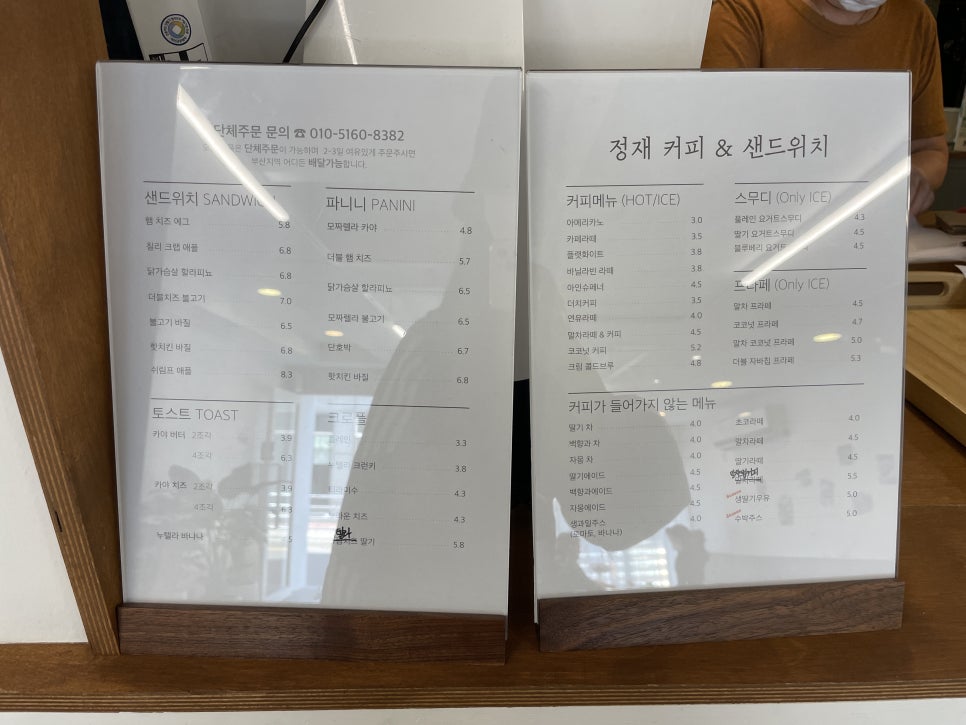 단체주문 문의 ☎ 010-5160-8382
단체주문이 가능하며 2~3일 여유있게 주문주시면
부산지역 어디든 배달가능합니다.
샌드위치 SANDWICH
햄 치즈 에그 5.8
칠리 크랩 애플 6.8
닭가슴살 할라피뇨 6.8
더블치즈 불고기 7.0
불고기 바질 6.5
핫치킨 바질 6.8
쉬림프 애플 8.3
파니니 PANINI
모짜렐라 카야 4.8
더블 햄 치즈 5.7
닭가슴살 할라피뇨 6.5
모짜렐라 불고기 6.5
단호박 6.7
핫치킨 바질 6.8
토스트 TOAST
카야 버터 2조각 3.9
4조각 6.3
카야 치즈 2조각 3.9
4조각 6.3
누텔라 바나나
크로플
플레인 3.3
누텔라 크런키 3.8
티라미수 4.3
브라운 치즈 4.3
딸기 5.8
정재 커피 & 샌드위치
커피메뉴 (HOT/ICE)
아메리카노 3.0
카페라떼 3.5
플랫화이트 3.8
바닐라빈 라떼 3.8
아인슈페너 4.5
더치커피 3.5
연유라떼 4.0
말차라떼 & 커피 4.5
코코넛 커피 5.2
크림 콜드브루 4.8
스무디 (Only ICE)
플레인 요거트스무디 4.3
딸기 요거트스무디 4.5
블루베리 요거트스무디 4.5
프라페 (Only ICE)
말차 프라페 4.5
코코넛 프라페 4.7
말차 코코넛 프라페 5.0
더블 자바칩 프라페 5.3
커피가 들어가지 않는 메뉴
딸기 차 4.0
백향과 차 4.0
자몽 차 4.0
딸기에이드 4.5
백향과에이드 4.5
자몽에이드 4.5
생과일주스 4.0
(토마토, 바나나)
초코라떼 4.0
말차라떼 4.5
딸기라떼 4.5
5.5
생딸기우유 5.0
수박주스 5.0